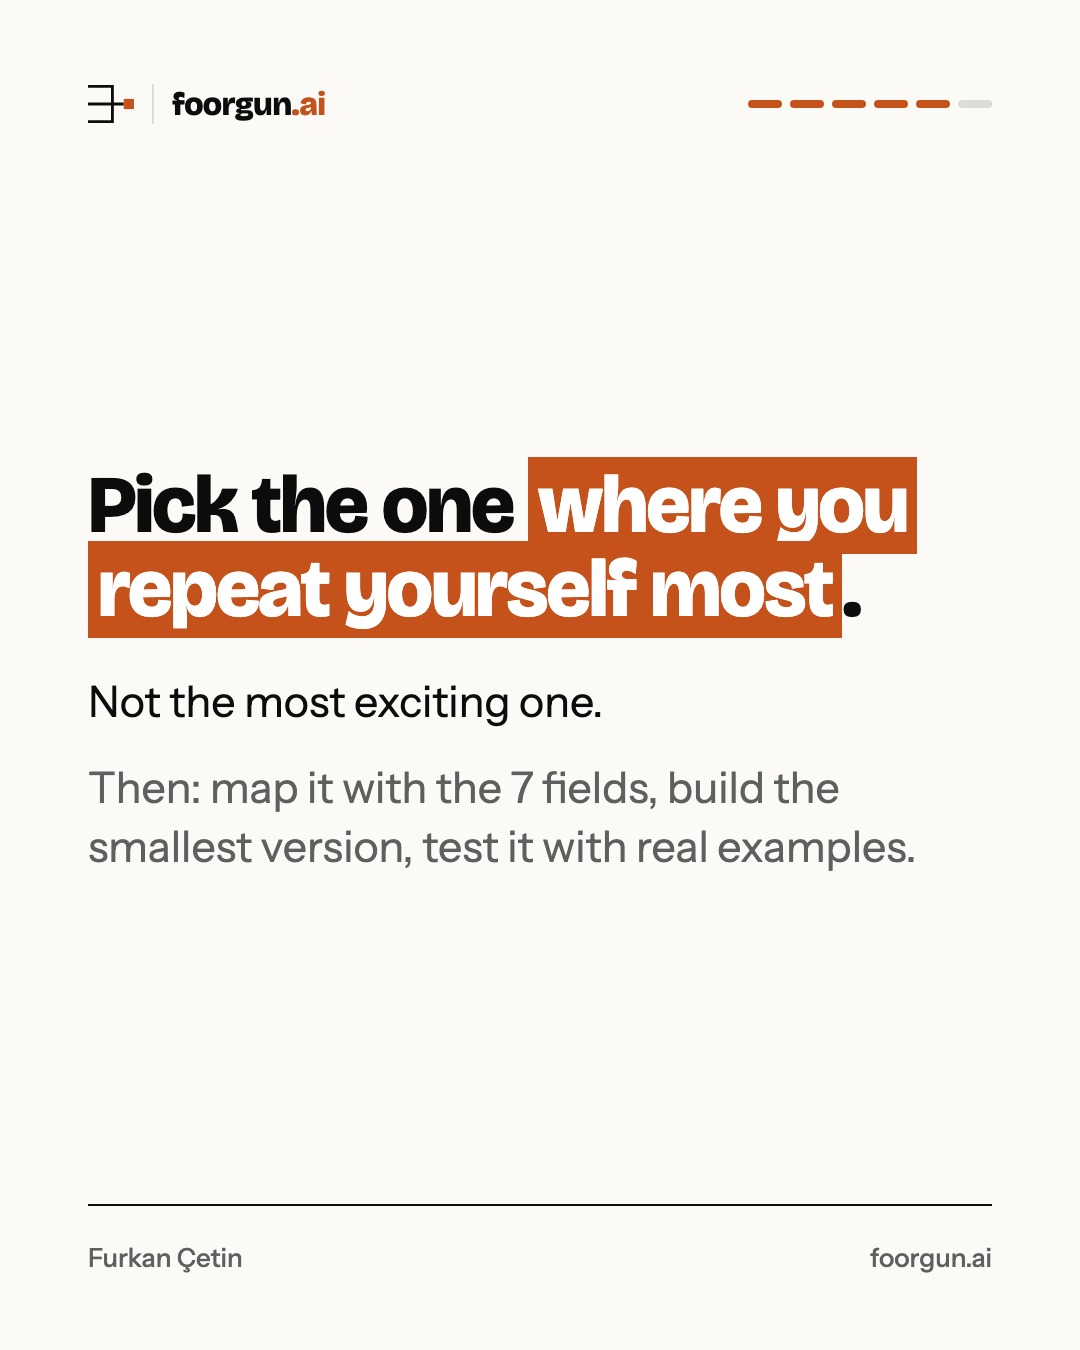 foorgun.ai
Pick the one where you
repeat yourself most.
Not the most exciting one.
Then: map it with the 7 fields, build the
smallest version, test it with real examples.
Furkan Çetin
foorgun.ai